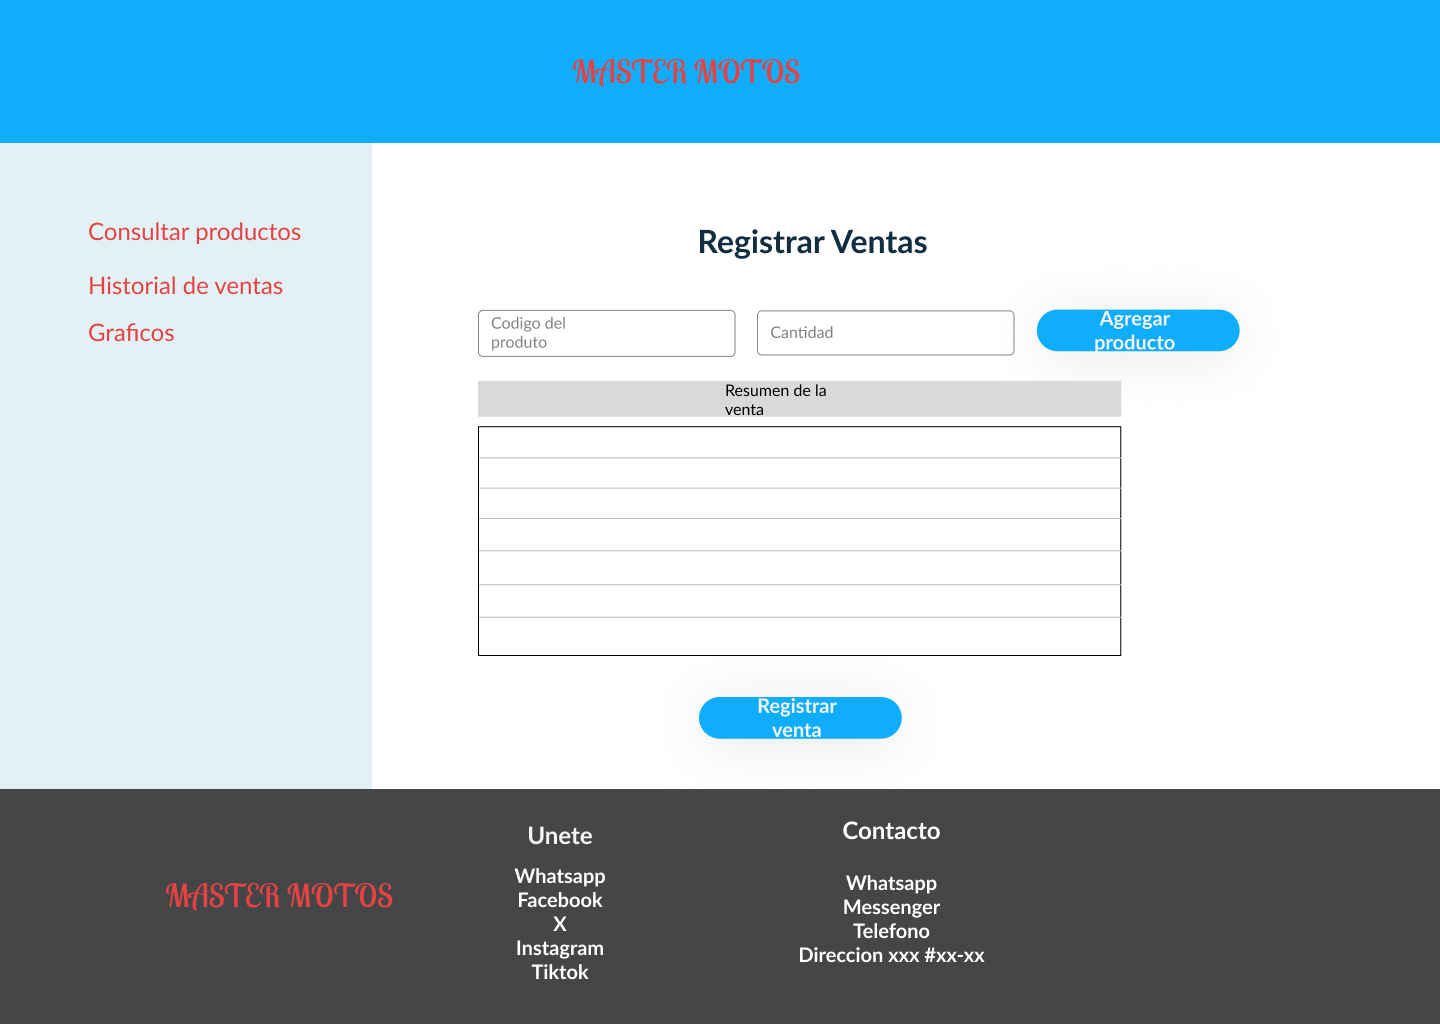 MASTER MOTOS
Consultar productos
Historial de ventas
Graficos
Registrar Ventas
Codigo del
produto
Cantidad
Agregar
producto
Resumen de la
venta
Registrar
venta
MASTER MOTOS
Unete
Whatsapp
Facebook
X
Instagram
Tiktok
Contacto
Whatsapp
Messenger
Telefono
Direccion xxx #xx-xx